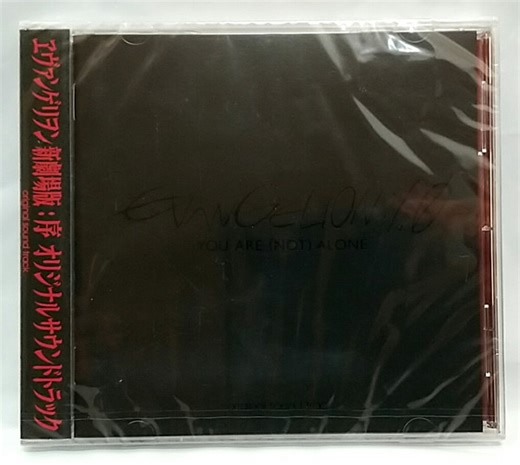 ヱヴァンゲリヲン新劇場版:序 オリジナルサウンドトラック
original sound track
EVANGELION:1.0
YOU ARE (NOT) ALONE